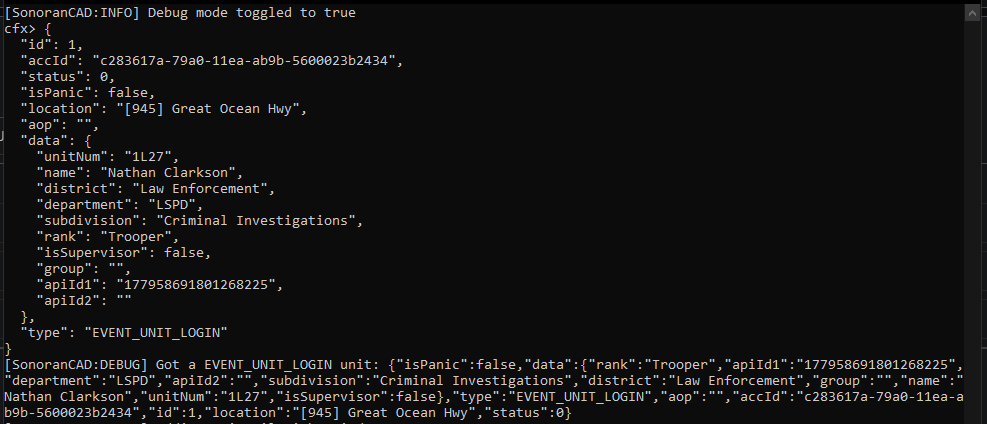 [SonoranCAD:INFO] Debug mode toggled to true
cfx> {
  "id": 1,
  "accId": "c283617a-79a0-11ea-ab9b-5600023b2434",
  "status": 0,
  "isPanic": false,
  "location": "[945] Great Ocean Hwy",
  "aop": "",
  "data": {
    "unitNum": "1L27",
    "name": "Nathan Clarkson",
    "district": "Law Enforcement",
    "department": "LSPD",
    "subdivision": "Criminal Investigations",
    "rank": "Trooper",
    "isSupervisor": false,
    "group": "",
    "apiId1": "177958691801268225",
    "apiId2": ""
  },
  "type": "EVENT_UNIT_LOGIN"
}
[SonoranCAD:DEBUG] Got a EVENT_UNIT_LOGIN unit: {"isPanic":false,"data":{"rank":"Trooper","apiId1":"177958691801268225",
"department":"LSPD","apiId2":"","subdivision":"Criminal Investigations","district":"Law Enforcement","group":"","name":"
Nathan Clarkson","unitNum":"1L27","isSupervisor":false},"type":"EVENT_UNIT_LOGIN","aop":"","accId":"c283617a-79a0-11ea-a
b9b-5600023b2434","id":1,"location":"[945] Great Ocean Hwy","status":0}